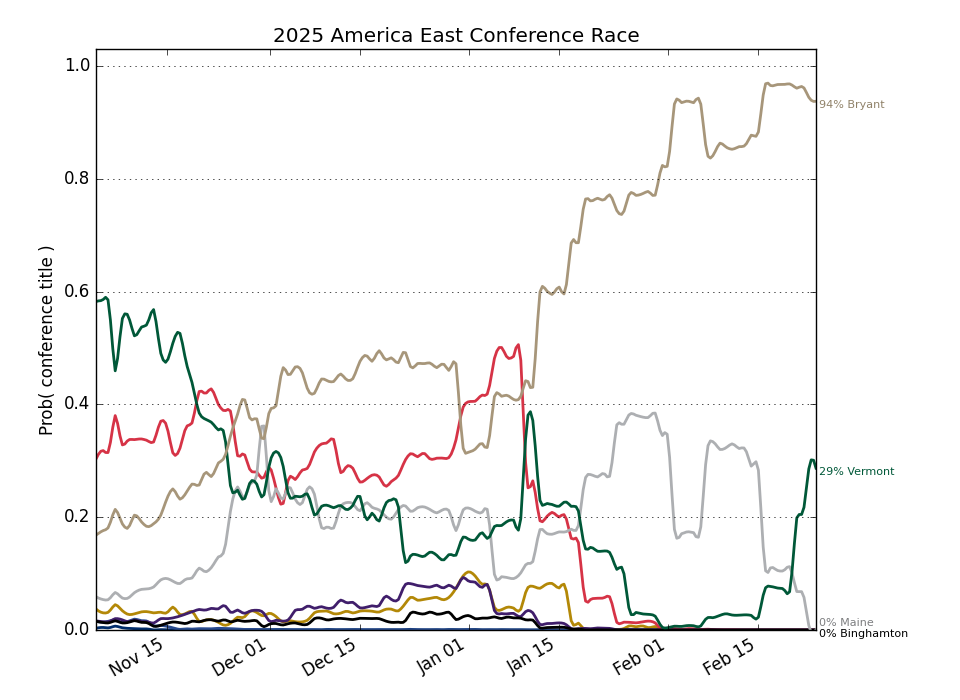 2025 America East Conference Race
Prob( conference title )
1.0
0.8
0.6
0.4
0.2
0.0
94% Bryant
29% Vermont
0% Maine
0% Binghamton
Nov 15
Dec 01
Dec 15
Jan 01
Jan 15
Feb 01
Feb 15